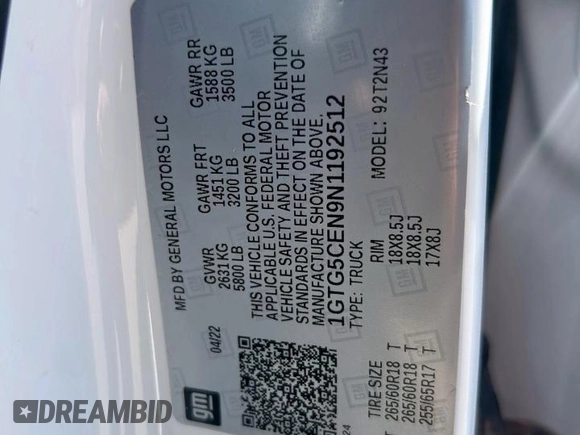 MFD BY GENERAL MOTORS LLC
04/22
GVWR GAWR FRT GAWR RR
2631 KG 1451 KG 1588 KG
5800 LB 3200 LB 3500 LB
THIS VEHICLE CONFORMS TO ALL
APPLICABLE U.S. FEDERAL MOTOR
VEHICLE SAFETY AND THEFT PREVENTION
STANDARDS IN EFFECT ON THE DATE OF
MANUFACTURE SHOWN ABOVE.
1GTG5CEN9N1192512
TYPE: TRUCK MODEL: 92T2N43
TIRE SIZE RIM
265/60R18 T 18X8.5J
265/60R18 T 18X8.5J
255/65R17 T 17X8J
gm
GM
DREAMBID